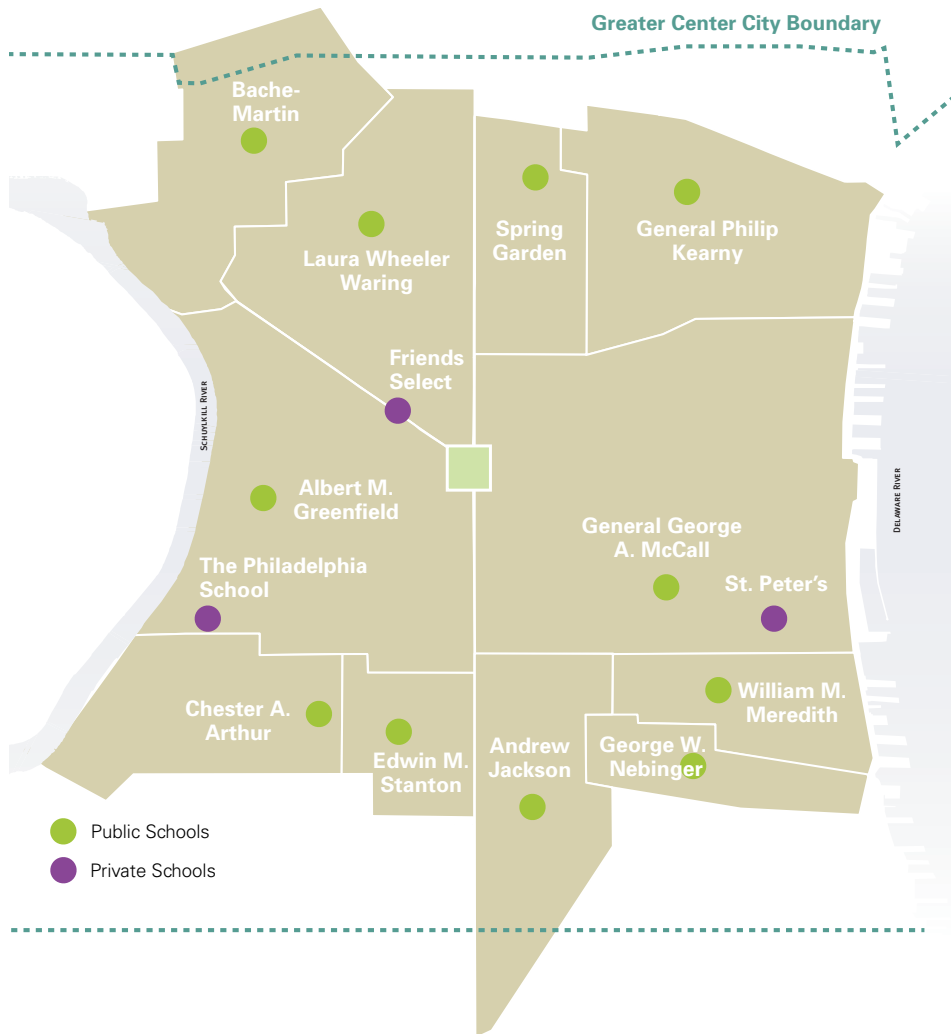 Greater Center City Boundary
Bache-
Martin
Laura Wheeler
Waring
Spring
Garden
General Philip
Kearny
Friends
Select
SCHUYLKILL RIVER
Albert M.
Greenfield
General George
A. McCall
DELAWARE RIVER
The Philadelphia
School
St. Peter's
Chester A.
Arthur
Edwin M.
Stanton
Andrew
Jackson
George W.
Nebinger
William M.
Meredith
Public Schools
Private Schools